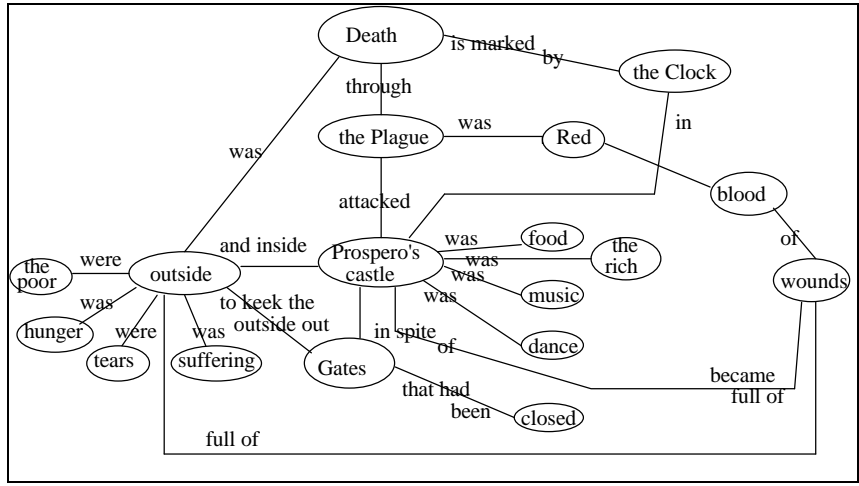 Death
is marked
by
the Clock
through
in
the Plague
was
Red
was
attacked
blood
of
and inside
Prospero's
castle
was
food
was
the
rich
was
music
was
dance
wounds
the
poor
were
outside
was
hunger
were
tears
was
suffering
to keek the
outside out
in spite
of
Gates
became
full of
that had
been
closed
full of